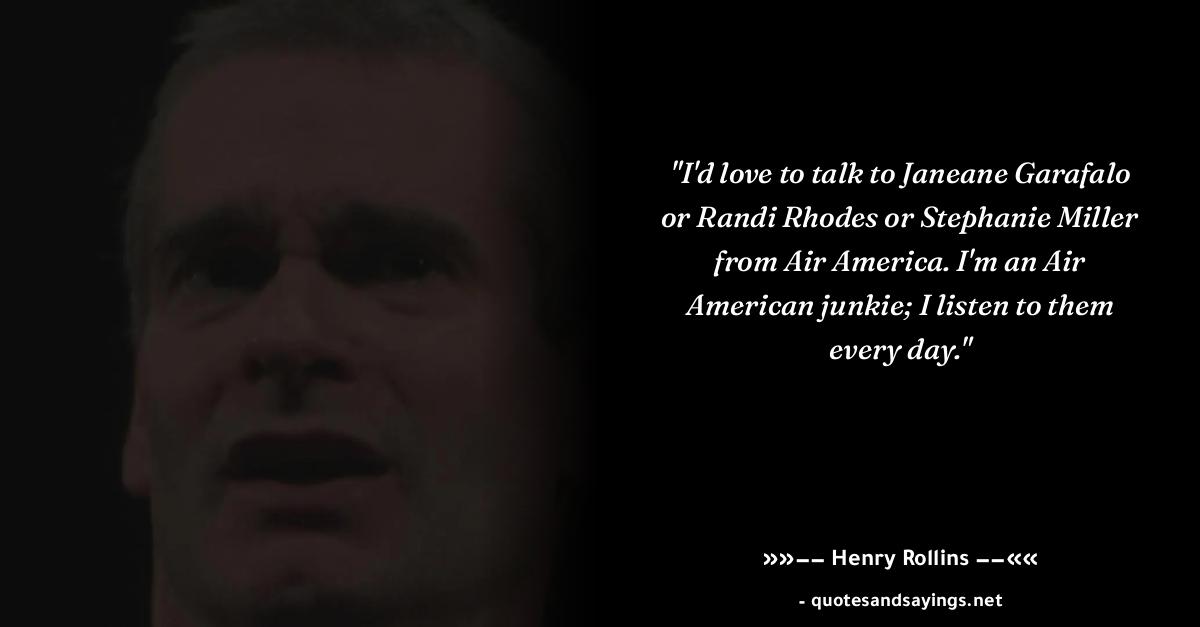 "I'd love to talk to Janeane Garafalo
or Randi Rhodes or Stephanie Miller
from Air America. I'm an Air
American junkie; I listen to them
every day."
»»–– Henry Rollins ––««
- quotesandsayings.net